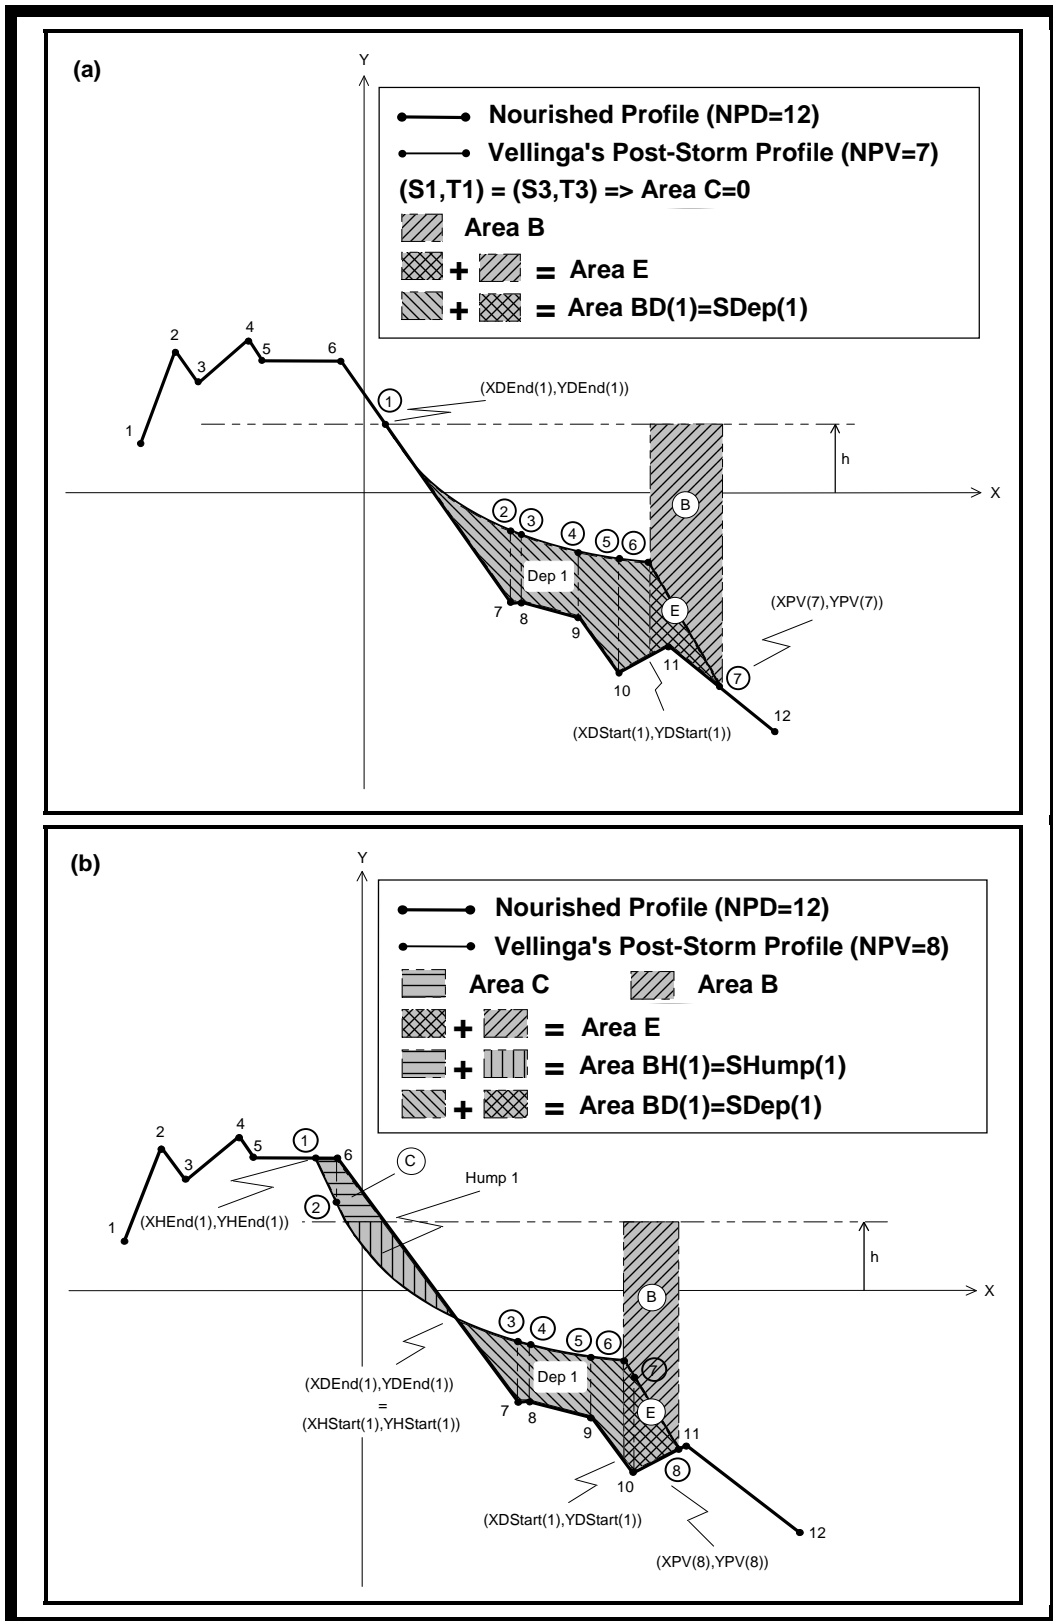 (a)
Y
Nourished Profile (NPD=12)
Vellinga's Post-Storm Profile (NPV=7)
(S1,T1) = (S3,T3) => Area C=0
Area B
+ = Area E
+ = Area BD(1)=SDep(1)
4
2
5
6
3
1
(XDEnd(1),YDEnd(1))
1
h
X
B
2
3
4
5
6
Dep 1
E
(XPV(7),YPV(7))
7
8
9
11
7
10
12
(XDStart(1),YDStart(1))
(b)
Y
Nourished Profile (NPD=12)
Vellinga's Post-Storm Profile (NPV=8)
Area C
Area B
+ = Area E
+ = Area BH(1)=SHump(1)
+ = Area BD(1)=SDep(1)
4
2
5
1
6
C
3
Hump 1
2
(XHEnd(1),YHEnd(1))
1
h
X
B
3
4
5
6
7
Dep 1
(XDEnd(1),YDEnd(1))
=
(XHStart(1),YHStart(1))
7
8
9
E
11
10
8
(XDStart(1),YDStart(1))
12
(XPV(8),YPV(8))